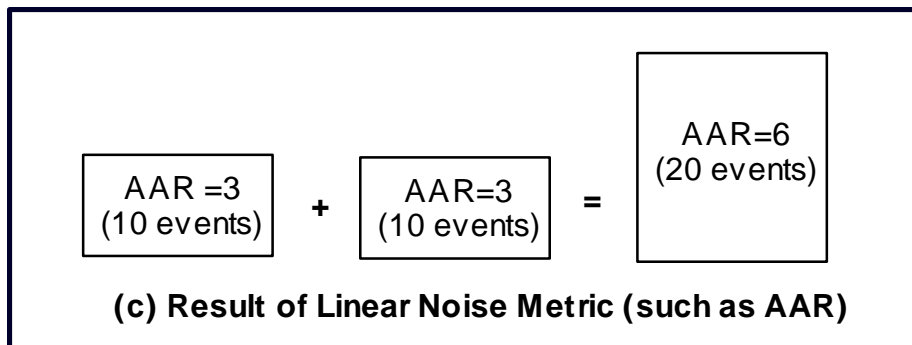 AAR =3
(10 events)
+
AAR=3
(10 events)
=
AAR=6
(20 events)
(c) Result of Linear Noise Metric (such as AAR)